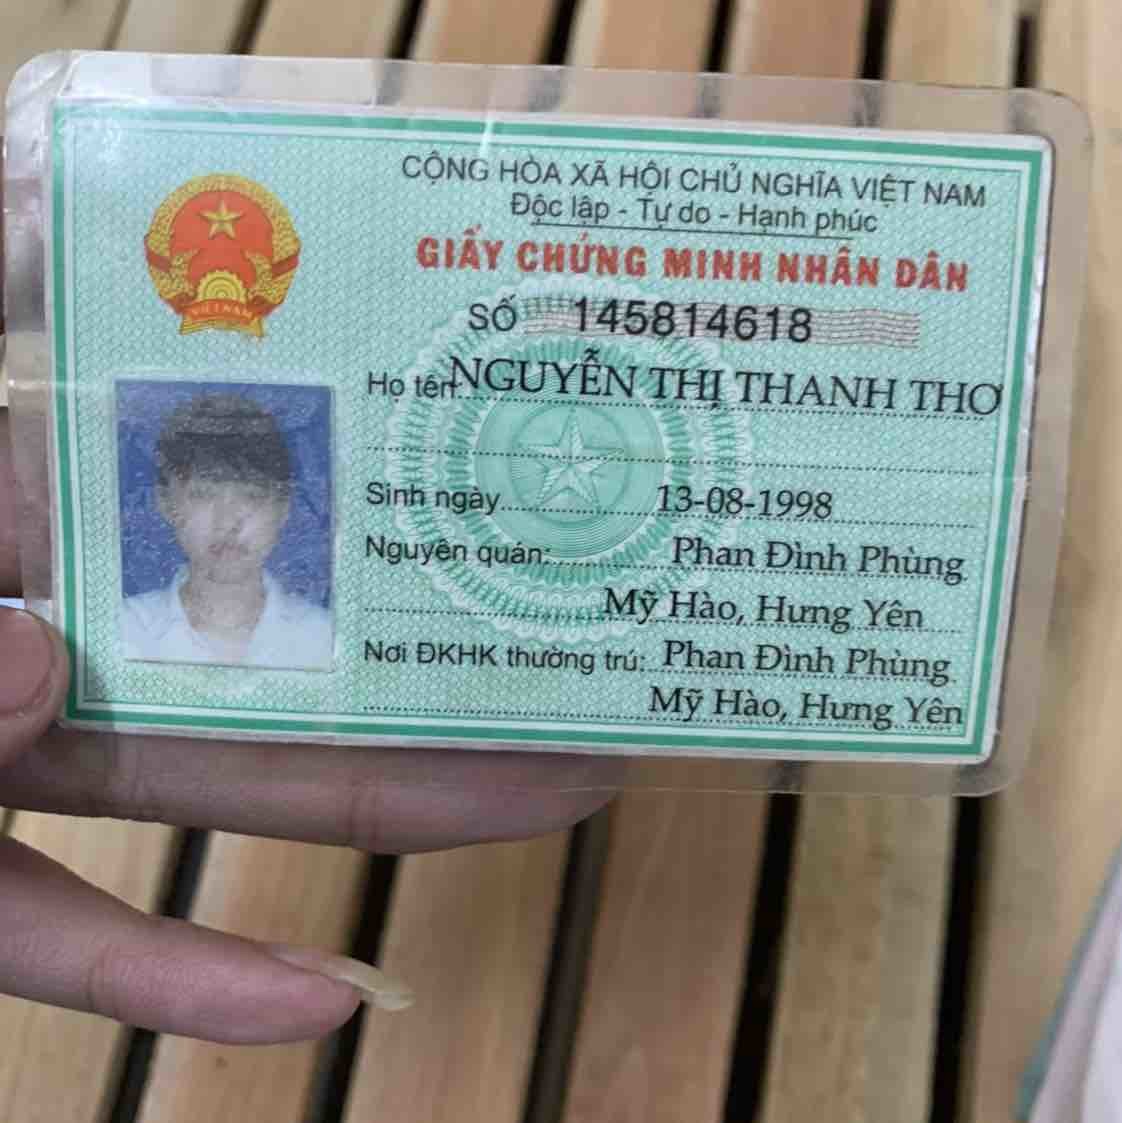 CỘNG HÒA XÃ HỘI CHỦ NGHĨA VIỆT NAM
Độc lập - Tự do - Hạnh phúc
GIẤY CHỨNG MINH NHÂN DÂN
SỐ 145814618
Họ tên NGUYỄN THỊ THANH THƠ
Sinh ngày 13-08-1998
Nguyên quán: Phan Đình Phùng
Mỹ Hào, Hưng Yên
Nơi ĐKHK thường trú: Phan Đình Phùng
Mỹ Hào, Hưng Yên
VIỆT NAM